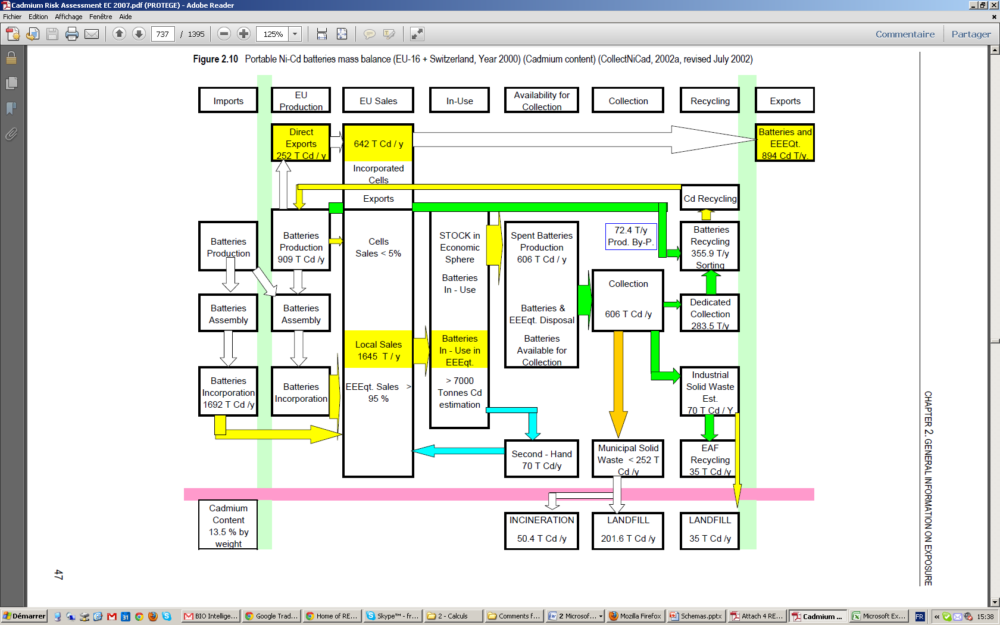 Cadmium Risk Assessment EC 2007.pdf (PROTEGE) - Adobe Reader
Fichier Edition Affichage Fenêtre Aide
737 / 1395 125% Commentaire Partager
Figure 2.10 Portable Ni-Cd batteries mass balance (EU-16 + Switzerland, Year 2000) (Cadmium content) (CollectNiCad, 2002a, revised July 2002)
Imports
EU
Production
EU Sales
In-Use
Availability for
Collection
Collection
Recycling
Exports
Direct
Exports
252 T Cd / y
642 T Cd / y
Incorporated
Cells
Exports
Batteries and
EEEQt.
894 Cd T/y.
Cd Recycling
Batteries
Production
Batteries
Production
909 T Cd /y
Cells
Sales < 5%
STOCK in
Economic
Sphere
Batteries
In - Use
Spent Batteries
Production
606 T Cd / y
Batteries &
EEEqt. Disposal
Batteries
Available for
Collection
72.4 T/y
Prod. By-P.
Batteries
Recycling
355.9 T/y
Sorting
Collection
606 T Cd /y
Batteries
Assembly
Batteries
Assembly
Dedicated
Collection
283.5 T/y
Local Sales
1645 T / y
Batteries
In - Use in
EEEqt.
> 7000
Tonnes Cd
estimation
Batteries
Incorporation
1692 T Cd /y
Batteries
Incorporation
EEEqt. Sales >
95 %
Industrial
Solid Waste
Est.
70 T Cd / Y
Second - Hand
70 T Cd/y
Municipal Solid
Waste < 252 T
Cd /y
EAF
Recycling
35 T Cd /y
Cadmium
Content
13.5 % by
weight
INCINERATION
50.4 T Cd /y
LANDFILL
201.6 T Cd /y
LANDFILL
35 T Cd /y
CHAPTER 2. GENERAL INFORMATION ON EXPOSURE
47
Démarrer 31 BIO Intellige... Google Trad... Home of RE... Skype™ - fr... 2 - Calculs Comments f... 2 Microsof... Mozilla Firefox Schemas.pptx Attach 4 RE... Cadmium ... Microsoft Ex... FR « 15:38